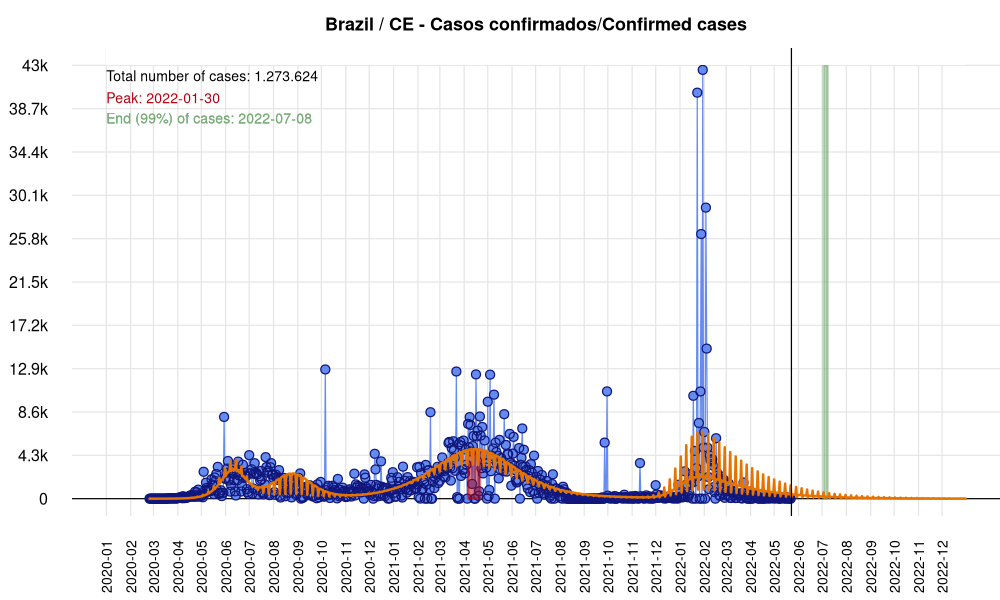 Brazil / CE - Casos confirmados/Confirmed cases
Total number of cases: 1.273.624
Peak: 2022-01-30
End (99%) of cases: 2022-07-08
43k
38.7k
34.4k
30.1k
25.8k
21.5k
17.2k
12.9k
8.6k
4.3k
0
2020-01
2020-02
2020-03
2020-04
2020-05
2020-06
2020-07
2020-08
2020-09
2020-10
2020-11
2020-12
2021-01
2021-02
2021-03
2021-04
2021-05
2021-06
2021-07
2021-08
2021-09
2021-10
2021-11
2021-12
2022-01
2022-02
2022-03
2022-04
2022-05
2022-06
2022-07
2022-08
2022-09
2022-10
2022-11
2022-12